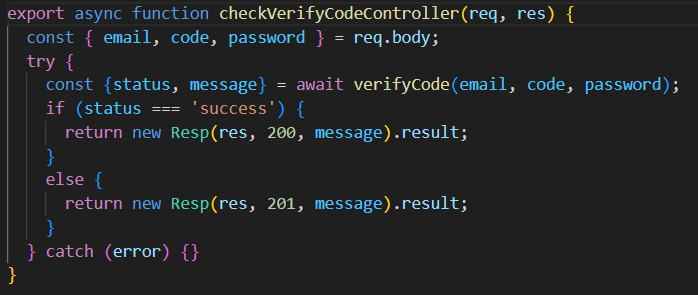 export async function checkVerifyCodeController(req, res) {
  const { email, code, password } = req.body;
  try {
    const {status, message} = await verifyCode(email, code, password);
    if (status === 'success') {
      return new Resp(res, 200, message).result;
    }
    else {
      return new Resp(res, 201, message).result;
    }
  } catch (error) {}
}